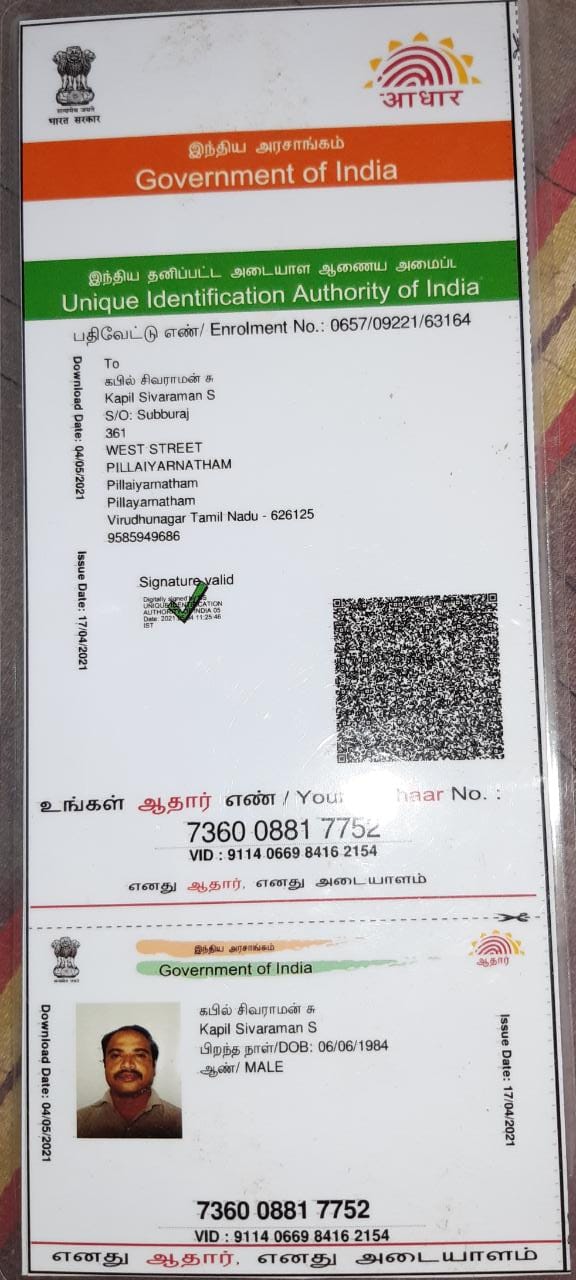 सत्यमेव जयते
भारत सरकार
आधार
இந்திய அரசாங்கம்
Government of India
இந்திய தனிப்பட்ட அடையாள ஆணைய அமைப்ட
Unique Identification Authority of India
பதிவேட்டு எண்/ Enrolment No.: 0657/09221/63164
Download Date: 04/05/2021
Issue Date: 17/04/2021
To
கபில் சிவராமன் சு
Kapil Sivaraman S
S/O: Subburaj
361
WEST STREET
PILLAIYARNATHAM
Pillaiyarnatham
Pillayarnatham
Virudhunagar Tamil Nadu - 626125
9585949686
Signature valid
Digitally signed
UNIQUE IDENTIFICATION
AUTHORITY OF INDIA 05
Date: 2021 11:25:46
IST
உங்கள் ஆதார் எண் / Your No. :
7360 0881 7752
VID : 9114 0669 8416 2154
எனது ஆதார், எனது அடையாளம்
இந்திய அரசாங்கம்
Government of India
ஆதார்
Download Date: 04/05/2021
கபில் சிவராமன் சு
Kapil Sivaraman S
பிறந்த நாள்/DOB: 06/06/1984
ஆண்/ MALE
Issue Date: 17/04/2021
7360 0881 7752
VID : 9114 0669 8416 2154
எனது ஆதார், எனது அடையாளம்